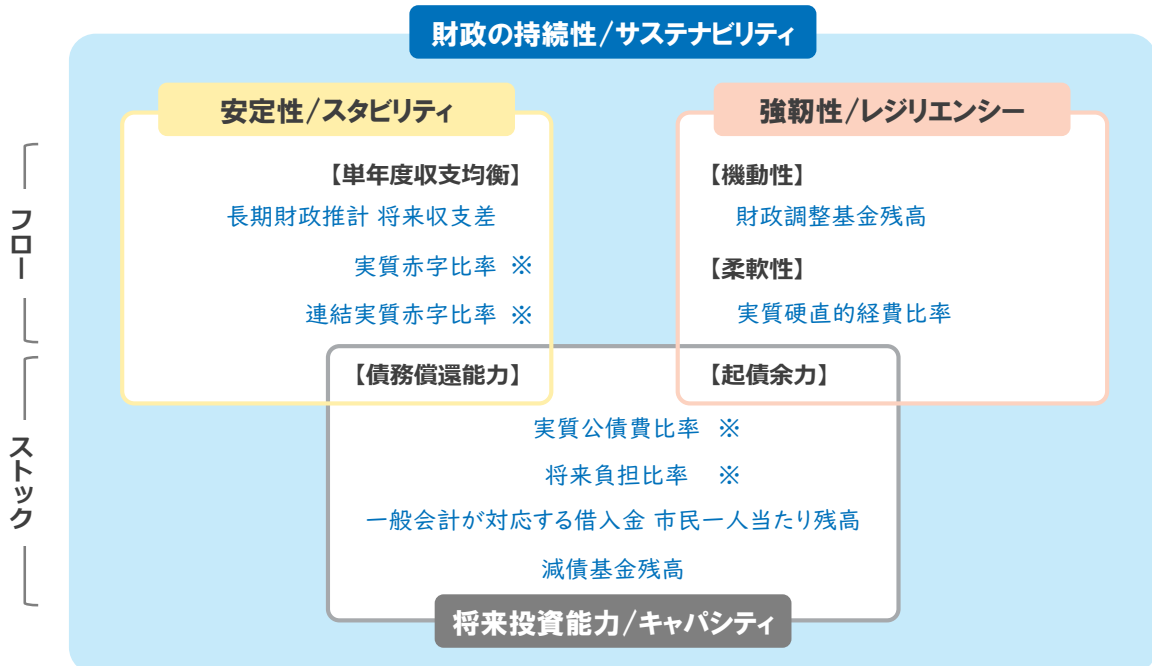 財政の持続性/サステナビリティ
安定性/スタビリティ
強靭性/レジリエンシー
フロー
【単年度収支均衡】
長期財政推計 将来収支差
実質赤字比率 ※
連結実質赤字比率 ※
【機動性】
財政調整基金残高
【柔軟性】
実質硬直的経費比率
ストック
【債務償還能力】
【起債余力】
実質公債費比率 ※
将来負担比率 ※
一般会計が対応する借入金 市民一人当たり残高
減債基金残高
将来投資能力/キャパシティ